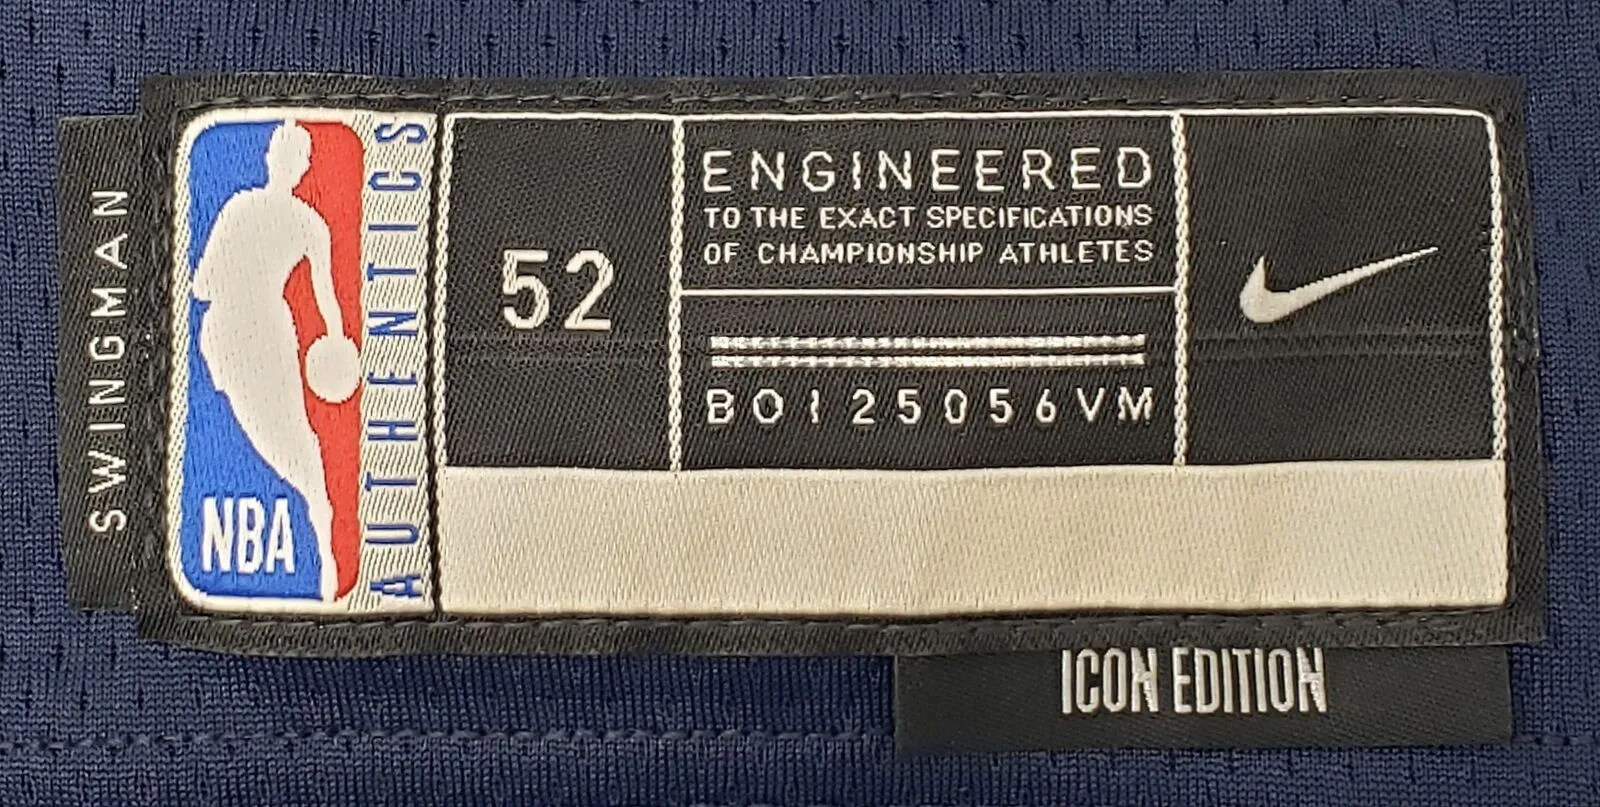 SWINGMAN
NBA
AUTHENTICS
52
ENGINEERED
TO THE EXACT SPECIFICATIONS
OF CHAMPIONSHIP ATHLETES
BO125056VM
ICON EDITION